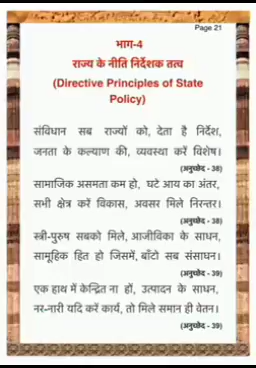 Page 21
भाग-4
राज्य के नीति निर्देशक तत्व
(Directive Principles of State
Policy)
संविधान सब राज्यों को, देता है निर्देश,
जनता के कल्याण की, व्यवस्था करें विशेष।
(अनुच्छेद - 38)
सामाजिक असमता कम हो, घटे आय का अंतर,
सभी क्षेत्र करें विकास, अवसर मिले निरन्तर।
(अनुच्छेद - 38)
स्त्री-पुरुष सबको मिले, आजीविका के साधन,
सामूहिक हित हो जिसमें, बाँटो सब संसाधन।
(अनुच्छेद - 39)
एक हाथ में केन्द्रित ना हों, उत्पादन के साधन,
नर-नारी यदि करें कार्य, तो मिले समान ही वेतन।
(अनुच्छेद - 39)